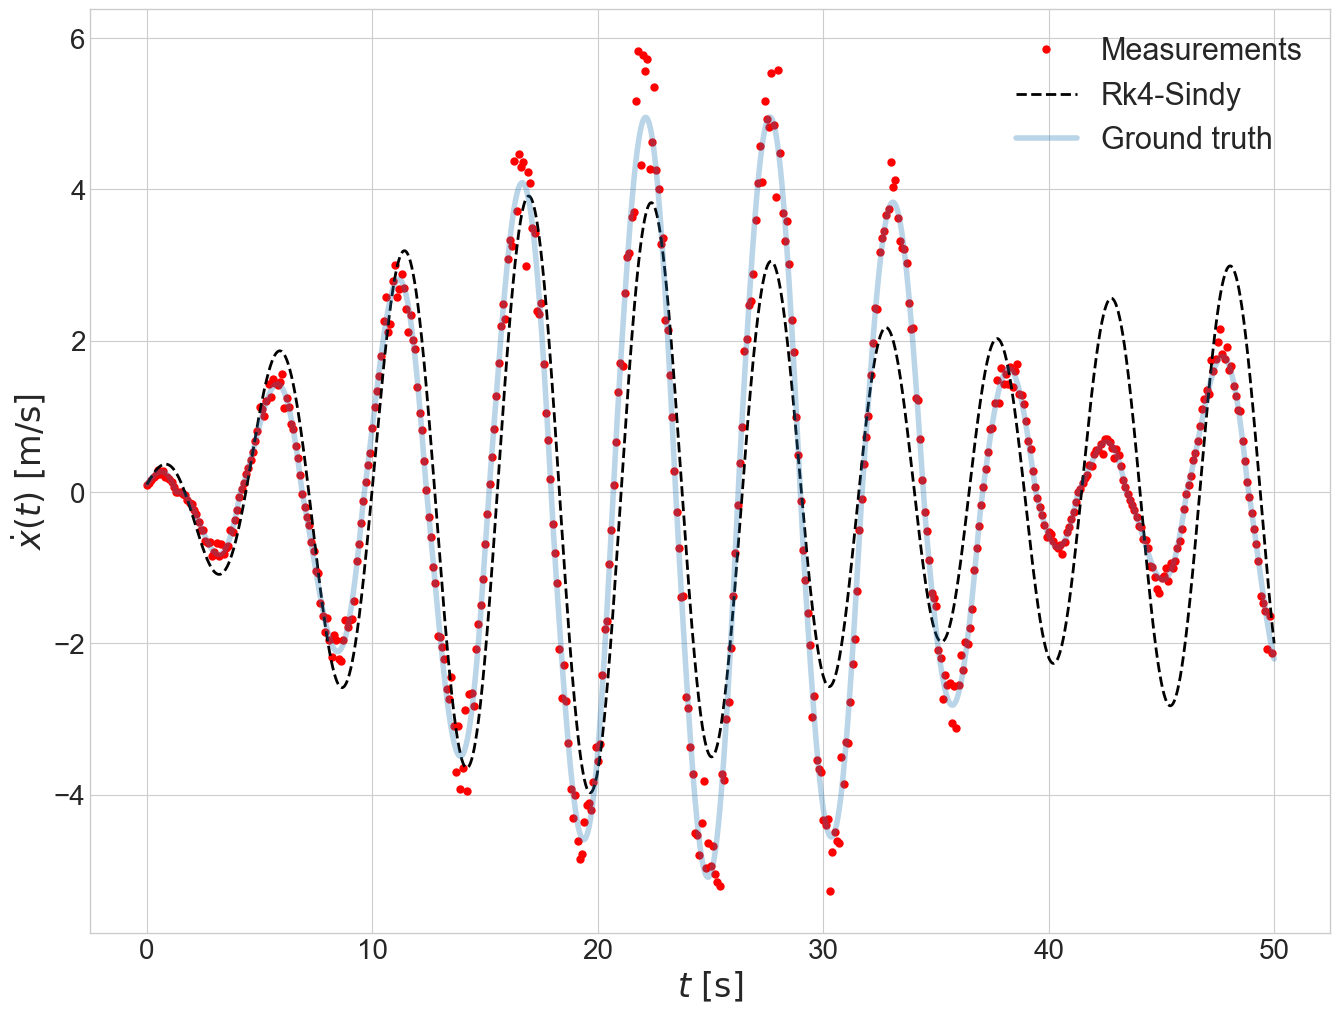 Measurements
Rk4-Sindy
Ground truth
6
4
2
0
−2
−4
ẋ(t) [m/s]
0 10 20 30 40 50
t [s]